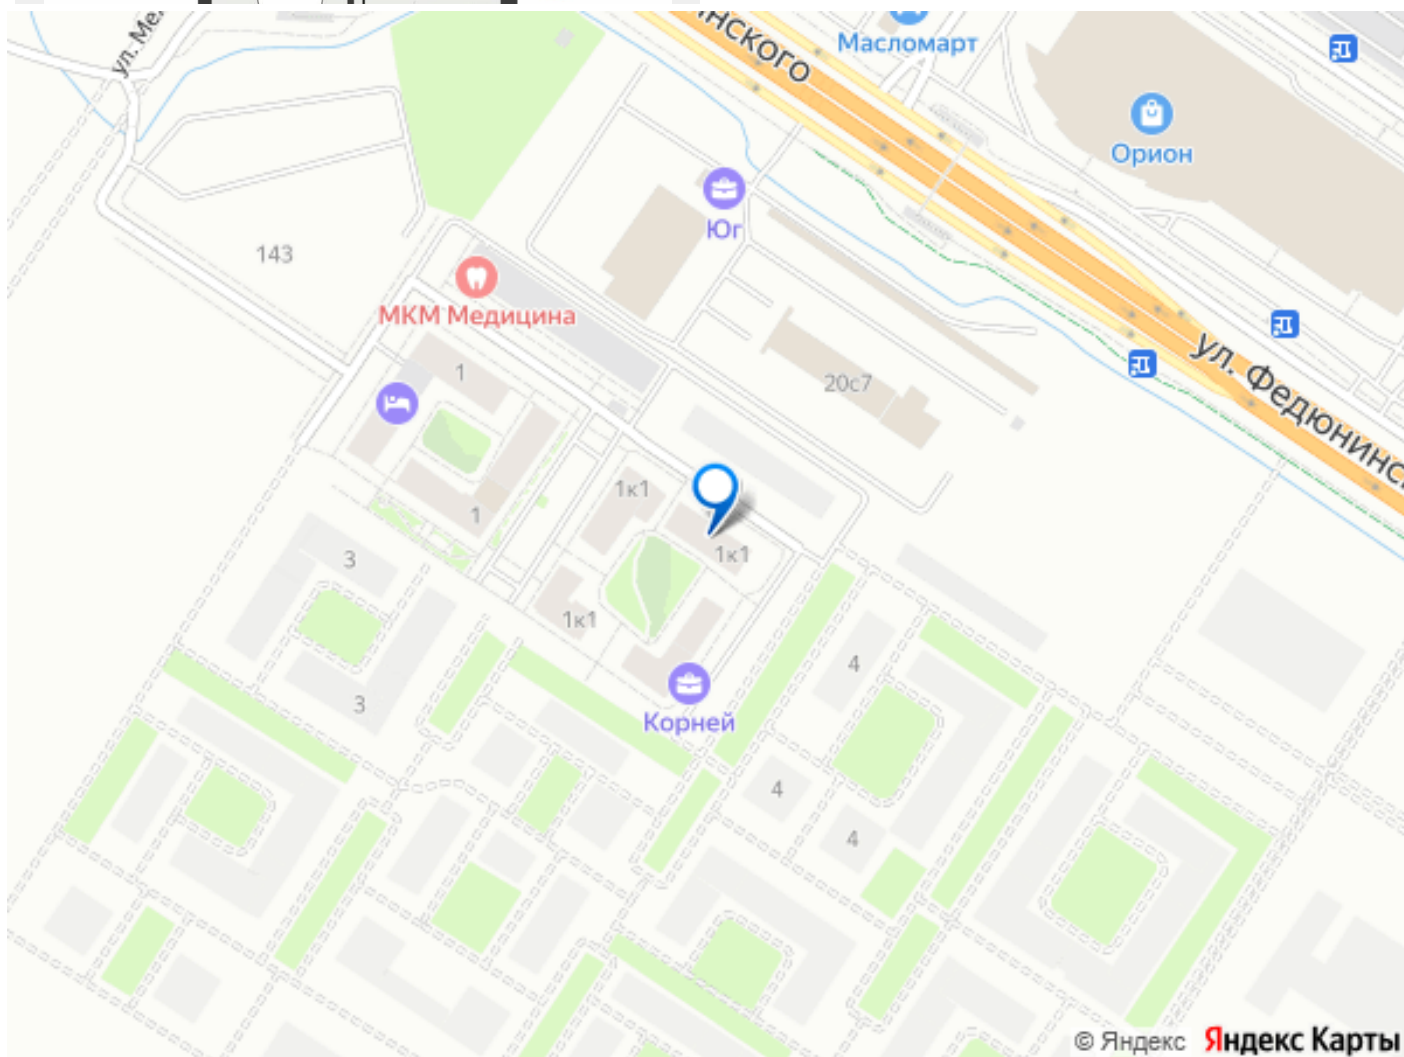 ул. Ме
нского
Масломарт
Орион
Юг
143
МКМ Медицина
1
20с7
ул. Федюнинс
1к1
1
1к1
3
1к1
4
3
Корней
4
4
© Яндекс Яндекс Карты